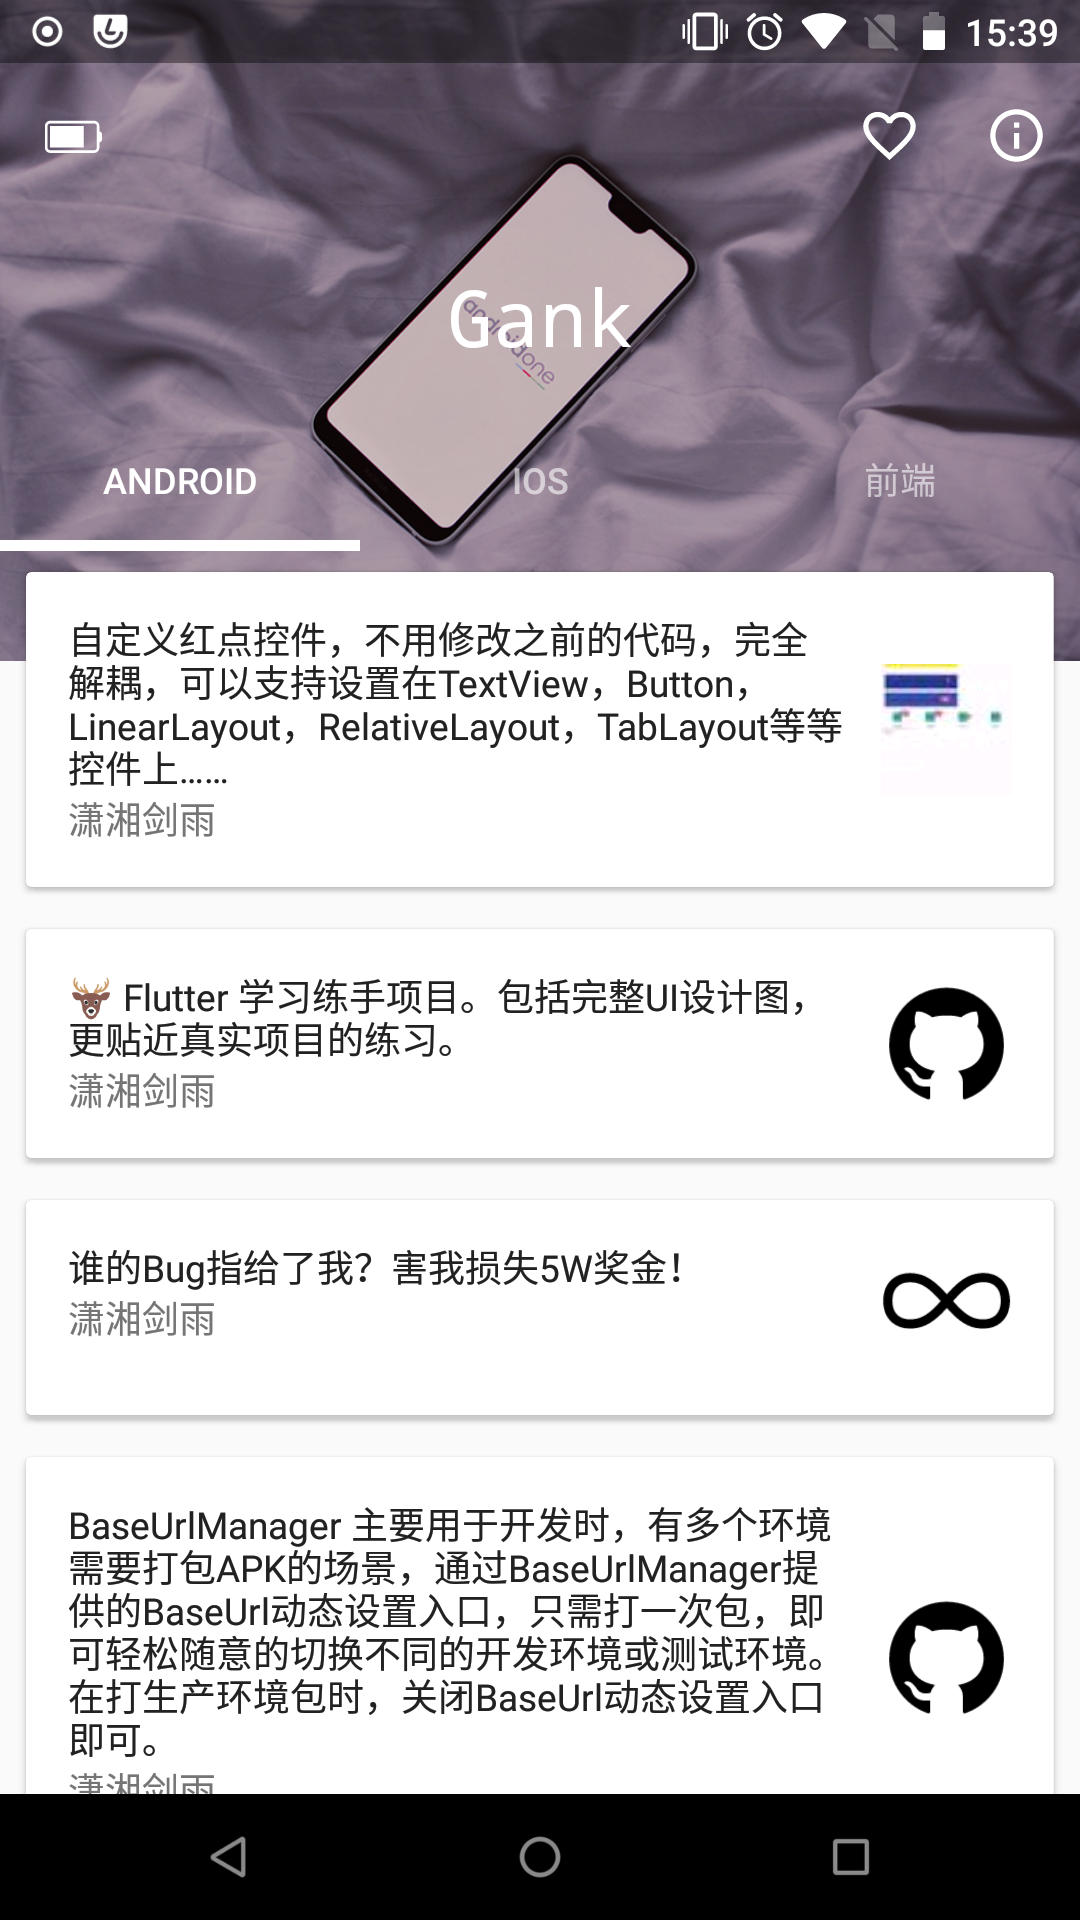 15:39
androidone
Gank
ANDROID
IOS
前端
自定义红点控件，不用修改之前的代码，完全
解耦，可以支持设置在TextView，Button，
LinearLayout，RelativeLayout，TabLayout等等
控件上……
潇湘剑雨
🦌 Flutter 学习练手项目。包括完整UI设计图，
更贴近真实项目的练习。
潇湘剑雨
谁的Bug指给了我？害我损失5W奖金！
潇湘剑雨
BaseUrlManager 主要用于开发时，有多个环境
需要打包APK的场景，通过BaseUrlManager提
供的BaseUrl动态设置入口，只需打一次包，即
可轻松随意的切换不同的开发环境或测试环境。
在打生产环境包时，关闭BaseUrl动态设置入口
即可。
潇湘剑雨